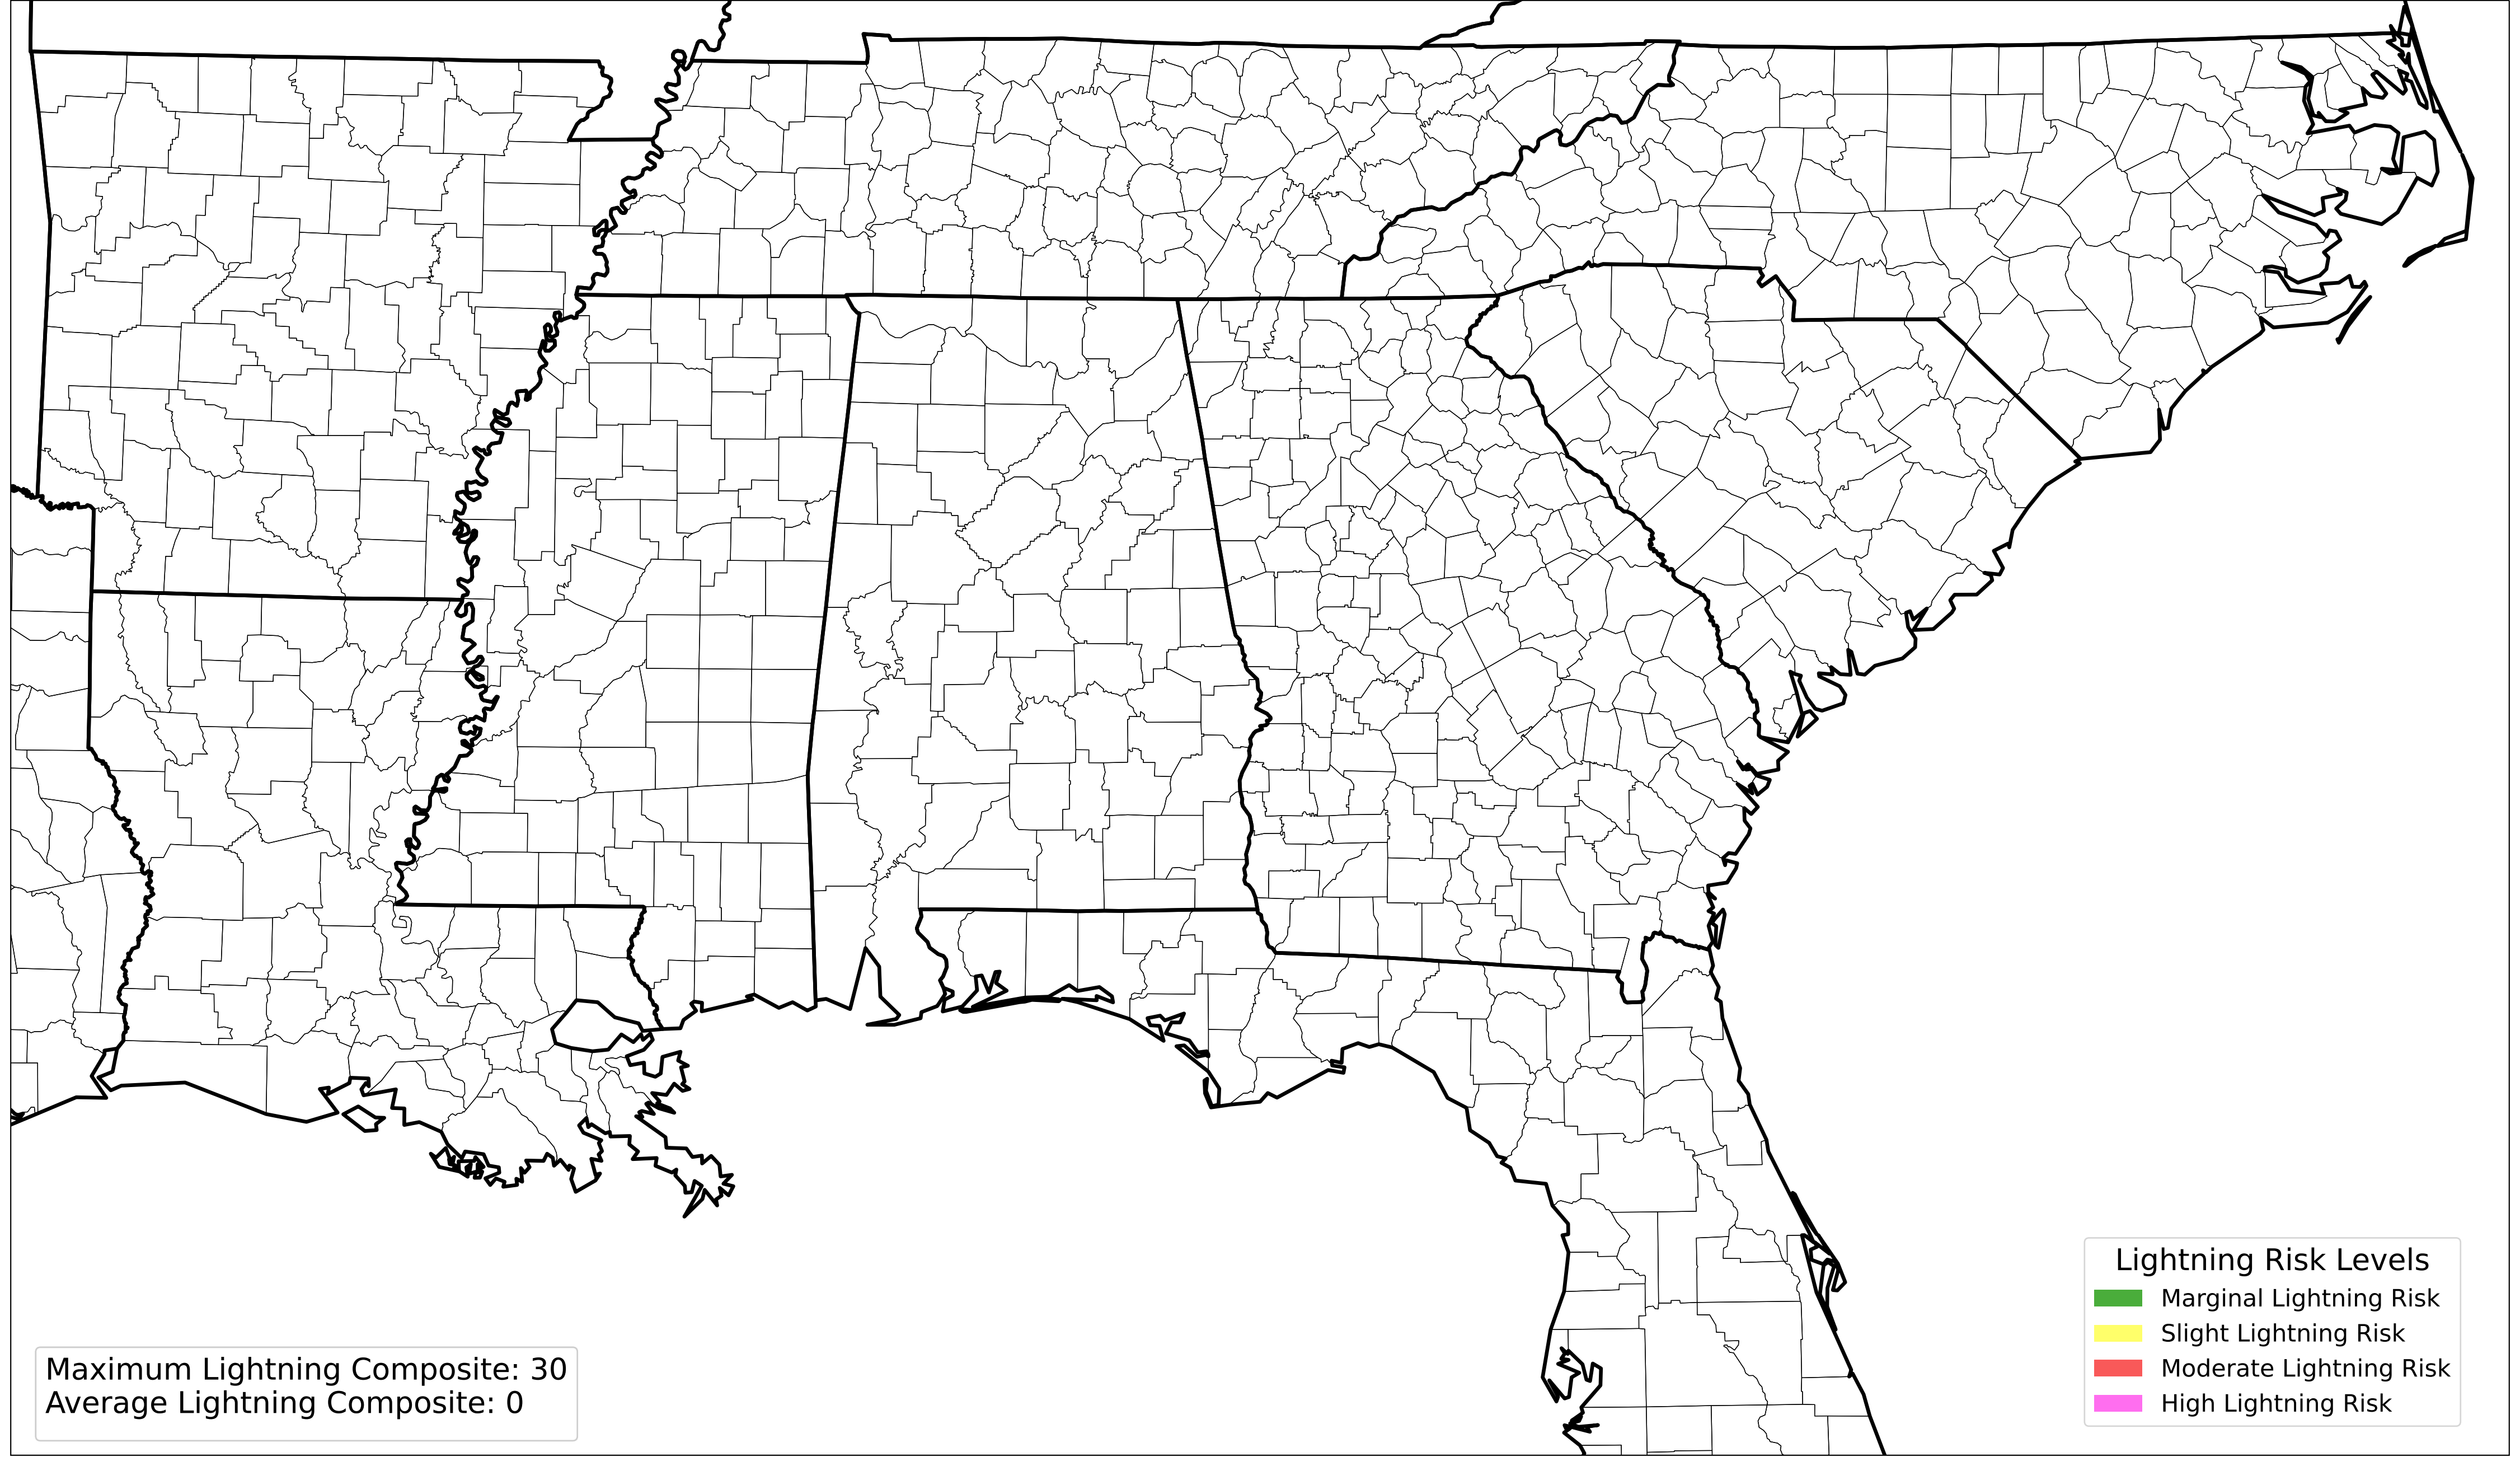 Lightning Risk Levels
Marginal Lightning Risk
Slight Lightning Risk
Moderate Lightning Risk
High Lightning Risk
Maximum Lightning Composite: 30
Average Lightning Composite: 0